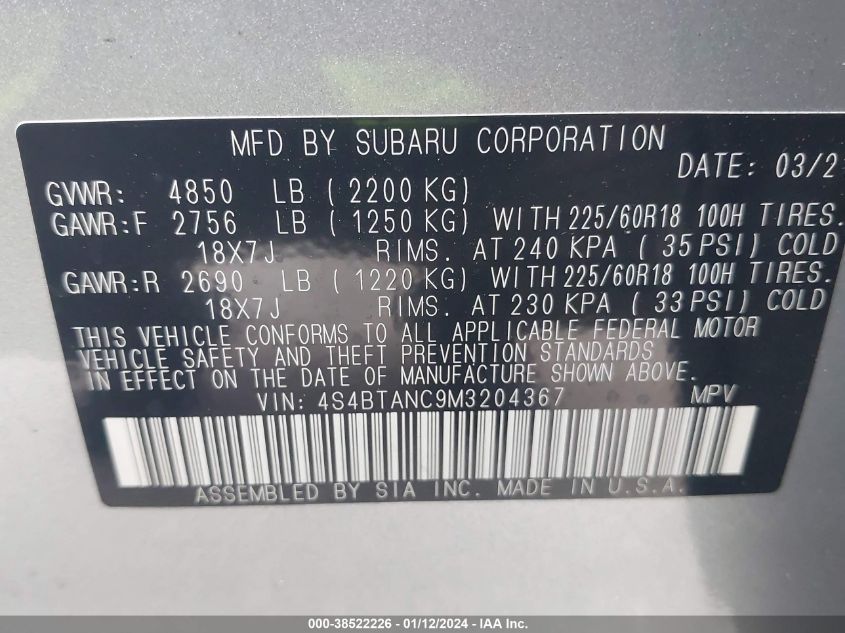 MFD BY SUBARU CORPORATION
DATE: 03/2
GVWR: 4850 LB ( 2200 KG)
GAWR:F 2756 LB ( 1250 KG) WITH 225/60R18 100H TIRES.
18X7J RIMS. AT 240 KPA ( 35 PSI) COLD
GAWR:R 2690 LB ( 1220 KG) WITH 225/60R18 100H TIRES.
18X7J RIMS. AT 230 KPA ( 33 PSI) COLD
THIS VEHICLE CONFORMS TO ALL APPLICABLE FEDERAL MOTOR
VEHICLE SAFETY AND THEFT PREVENTION STANDARDS
IN EFFECT ON THE DATE OF MANUFACTURE SHOWN ABOVE.
VIN: 4S4BTANC9M3204367 MPV
ASSEMBLED BY SIA INC. MADE IN U.S.A.
000-38522226 - 01/12/2024 - IAA Inc.